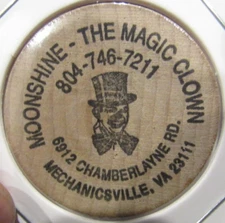 MOONSHINE - THE MAGIC CLOWN
804-746-7211
6912 CHAMBERLAYNE RD.
MECHANICSVILLE, VA 23111